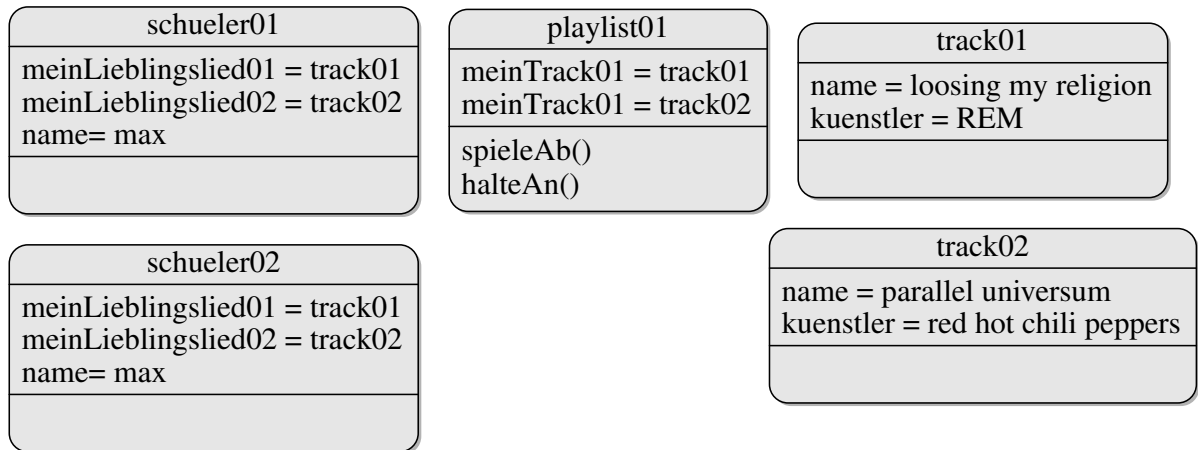 schueler01
meinLieblingslied01 = track01
meinLieblingslied02 = track02
name= max
playlist01
meinTrack01 = track01
meinTrack01 = track02
spieleAb()
halteAn()
track01
name = loosing my religion
kuenstler = REM
schueler02
meinLieblingslied01 = track01
meinLieblingslied02 = track02
name= max
track02
name = parallel universum
kuenstler = red hot chili peppers